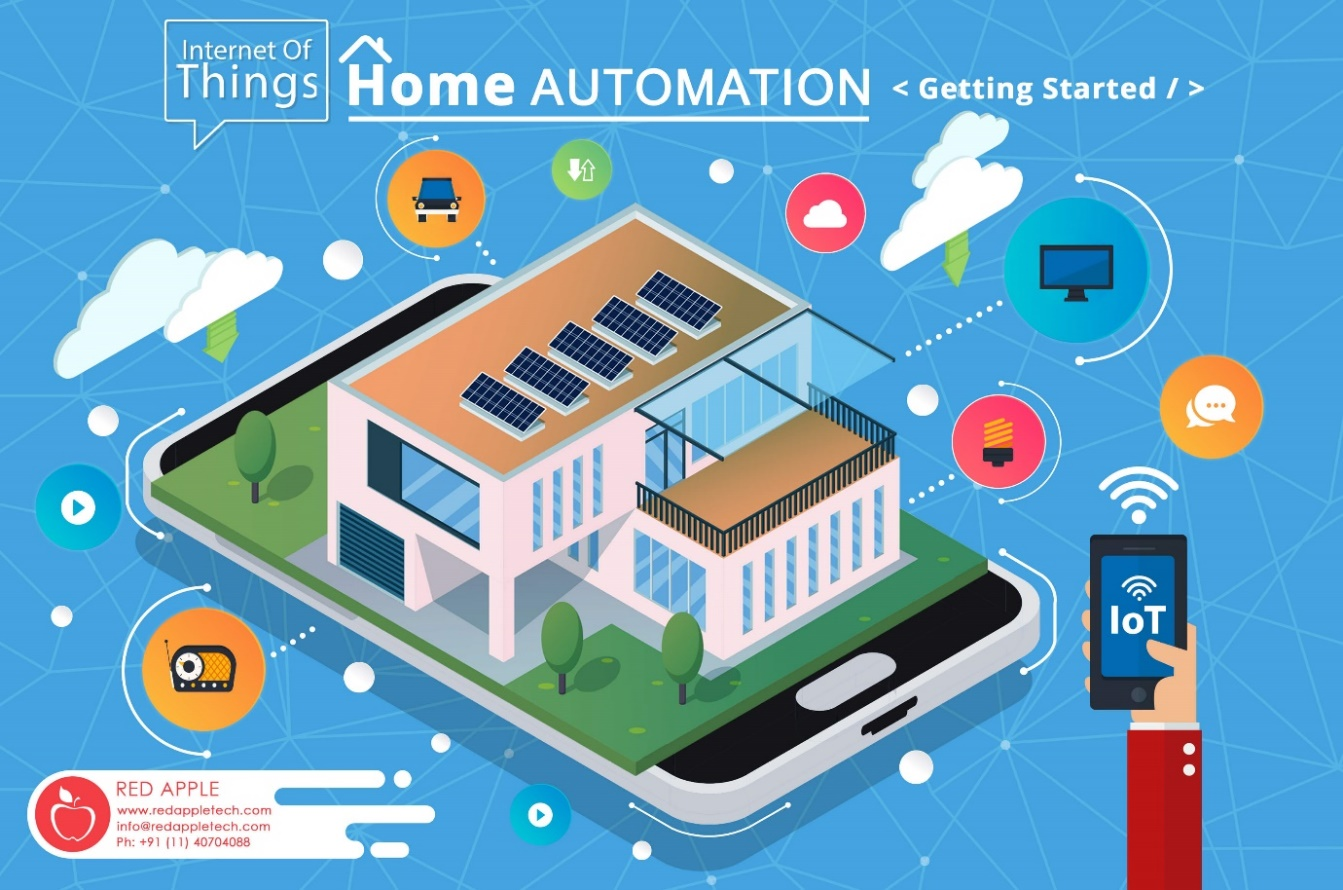 Internet Of
Things
Home AUTOMATION
< Getting Started / >
IoT
RED APPLE
www.redappletech.com
info@redappletech.com
Ph: +91 (11) 40704088